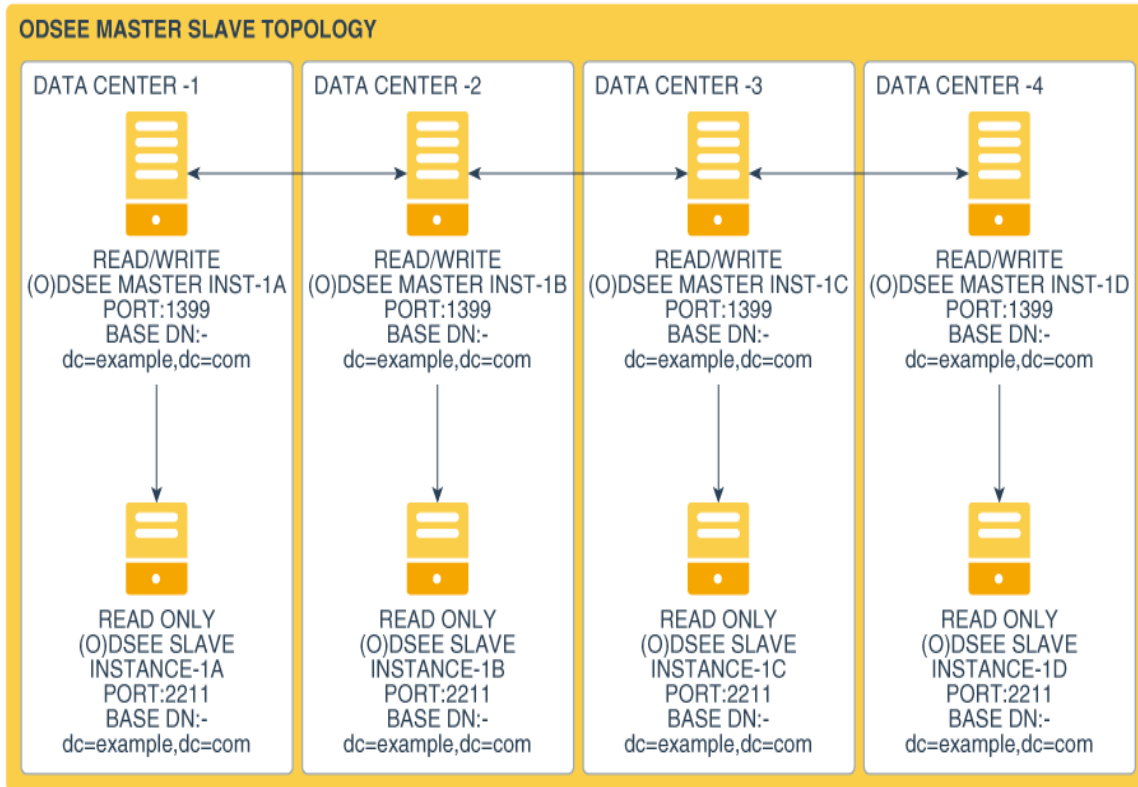 ODSEE MASTER SLAVE TOPOLOGY
DATA CENTER -1
READ/WRITE
(O)DSEE MASTER INST-1A
PORT:1399
BASE DN:-
dc=example,dc=com
READ ONLY
(O)DSEE SLAVE
INSTANCE-1A
PORT:2211
BASE DN:-
dc=example,dc=com
DATA CENTER -2
READ/WRITE
(O)DSEE MASTER INST-1B
PORT:1399
BASE DN:-
dc=example,dc=com
READ ONLY
(O)DSEE SLAVE
INSTANCE-1B
PORT:2211
BASE DN:-
dc=example,dc=com
DATA CENTER -3
READ/WRITE
(O)DSEE MASTER INST-1C
PORT:1399
BASE DN:-
dc=example,dc=com
READ ONLY
(O)DSEE SLAVE
INSTANCE-1C
PORT:2211
BASE DN:-
dc=example,dc=com
DATA CENTER -4
READ/WRITE
(O)DSEE MASTER INST-1D
PORT:1399
BASE DN:-
dc=example,dc=com
READ ONLY
(O)DSEE SLAVE
INSTANCE-1D
PORT:2211
BASE DN:-
dc=example,dc=com